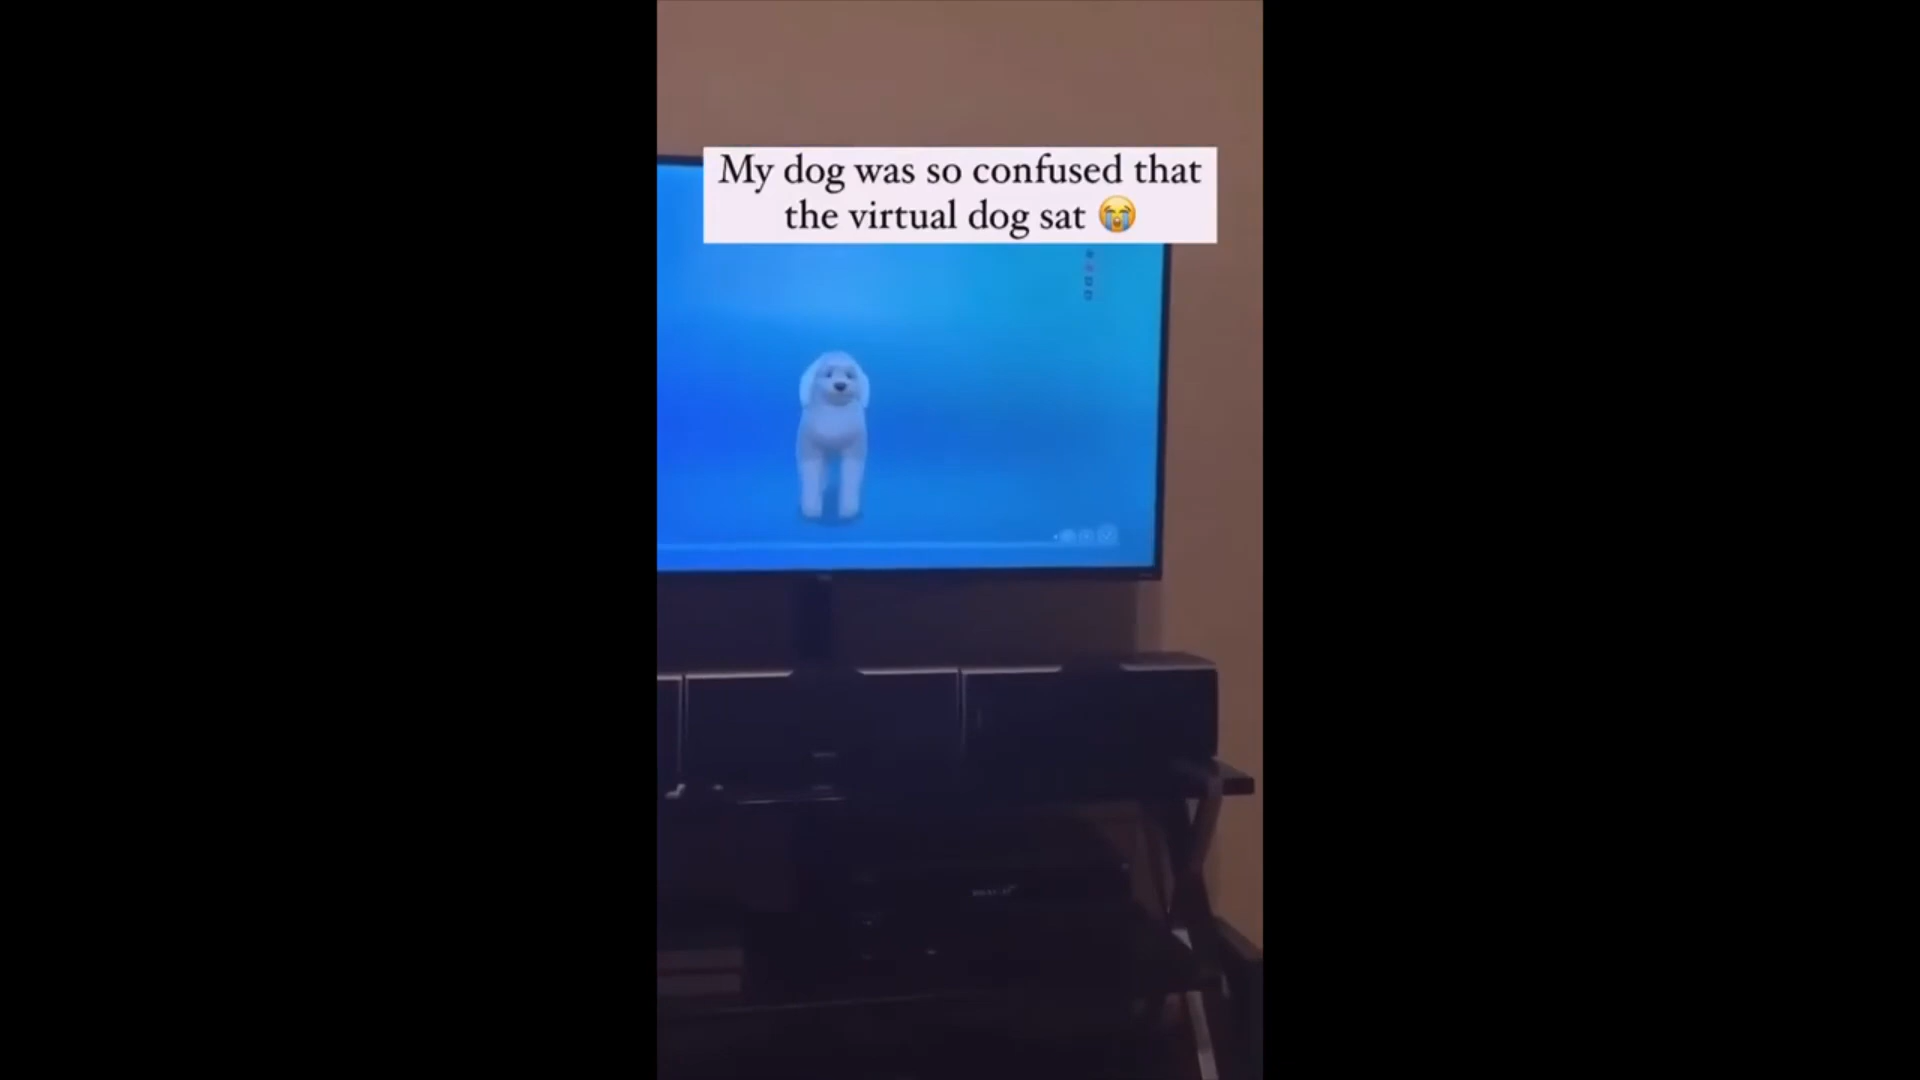 My dog was so confused that
the virtual dog sat 😭